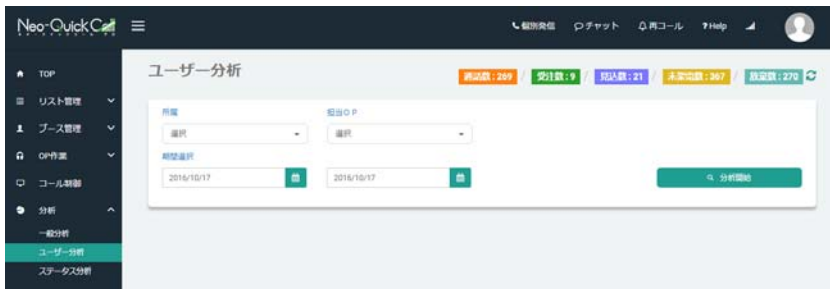 Neo-QuickCall
個別発信 チャット 再コール ?Help
TOP
リスト管理
ブース管理
OP作業
コール制御
分析
一般分析
ユーザー分析
ステータス分析
ユーザー分析
通話数:269 / 受注数:9 / 見込数:21 / 未架電数:367 / 放棄数:270
所属 担当OP
選択 選択
期間選択
2016/10/17 2016/10/17 分析開始